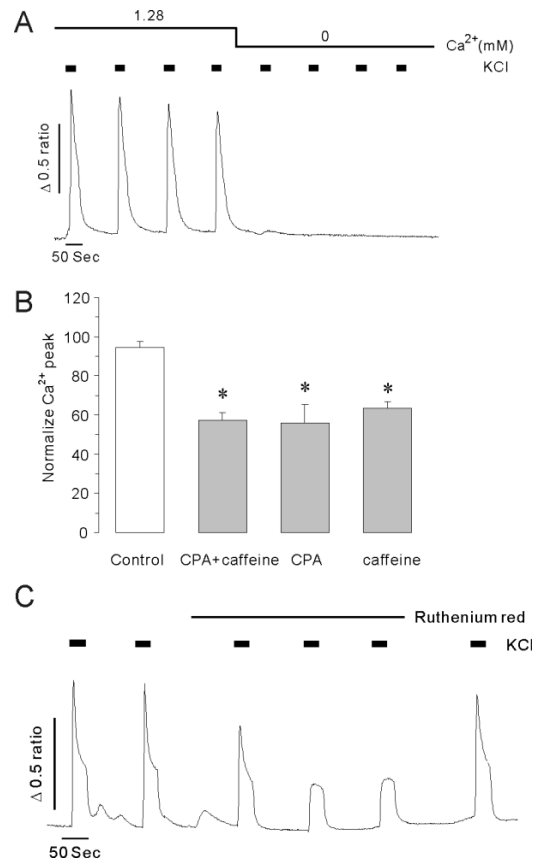 A
1.28
0
Ca2+(mM)
KCl
Δ 0.5 ratio
50 Sec
B
Normalize Ca2+ peak
120
100
80
60
40
20
0
* * *
Control CPA+caffeine CPA caffeine
C
Ruthenium red
KCl
Δ 0.5 ratio
50 Sec